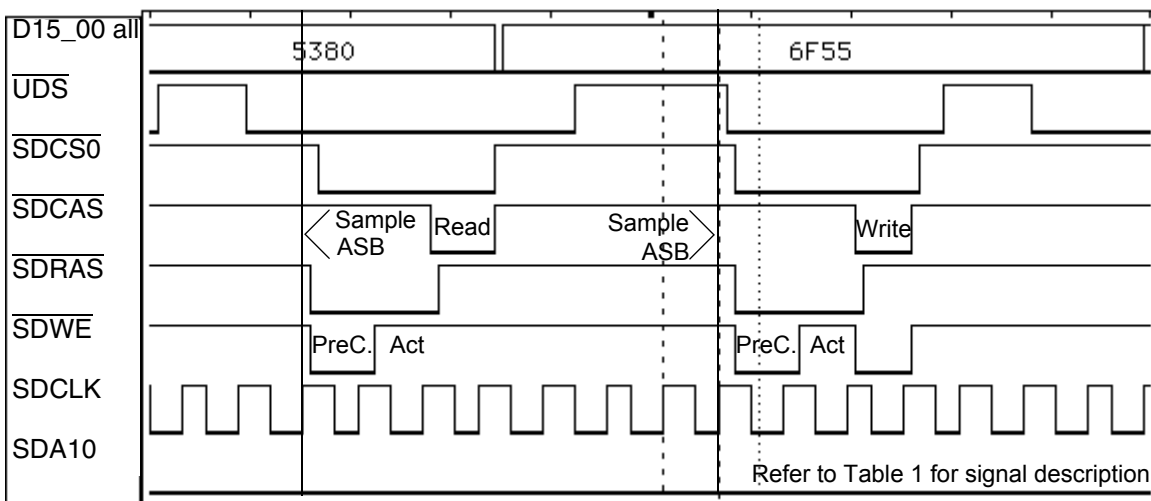 D15_00 all
5380
6F55
UDS
SDCS0
SDCAS
Sample
ASB
Read
Sample
ASB
Write
SDRAS
SDWE
PreC.
Act
PreC.
Act
SDCLK
SDA10
Refer to Table 1 for signal description